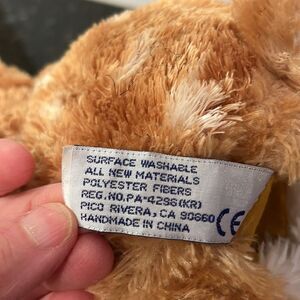 SURFACE WASHABLE
ALL NEW MATERIALS
POLYESTER FIBERS
REG.NO.PA-4296(KR)
PICO RIVERA, CA 90660 CE
HANDMADE IN CHINA